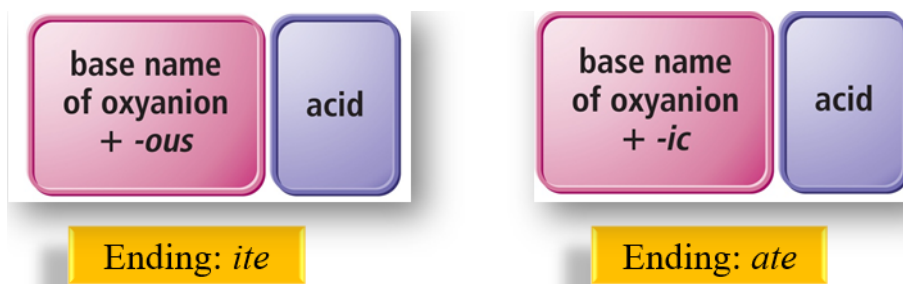 base name
of oxyanion
+ -ous
acid
Ending: ite
base name
of oxyanion
+ -ic
acid
Ending: ate